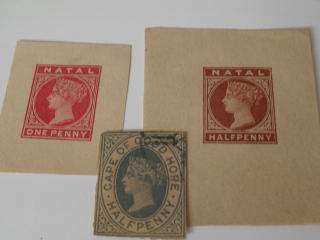 NATAL
ONE PENNY
NATAL
HALFPENNY
CAPE OF GOOD HOPE
HALFPENNY